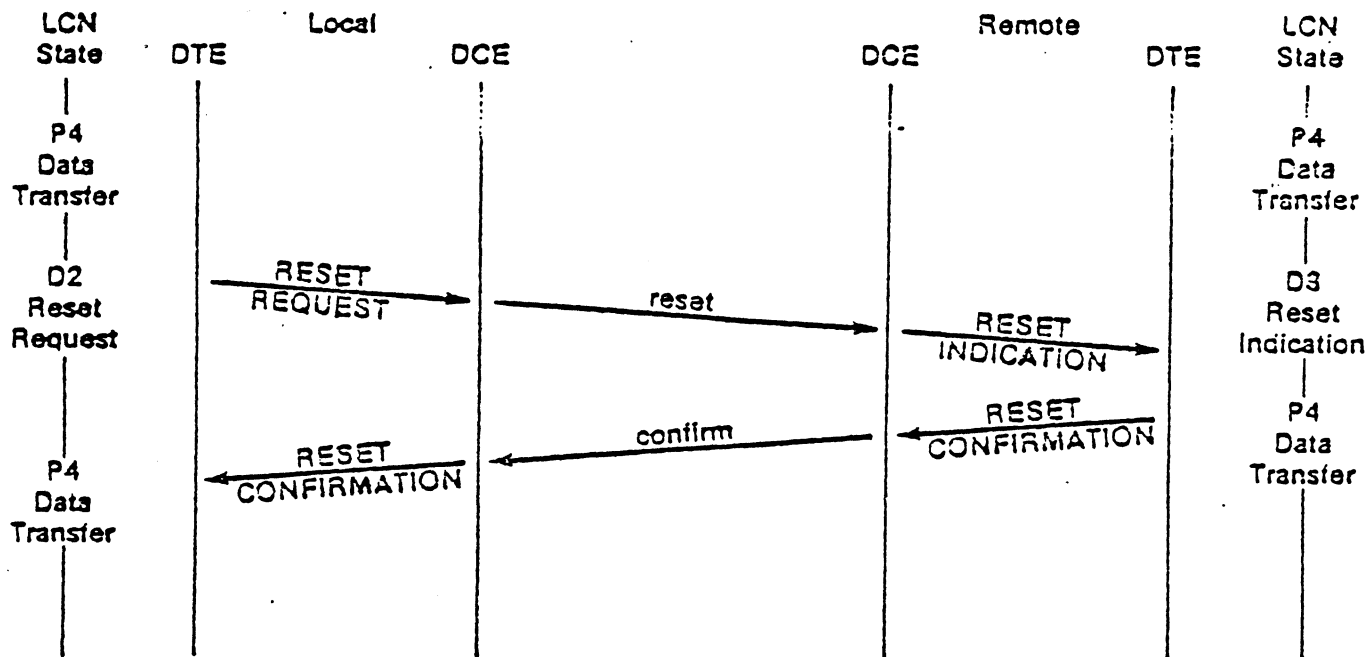 LCN State
Local
Remote
LCN State
DTE
DCE
DCE
DTE
P4
Data
Transfer
P4
Data
Transfer
D2
Reset
Request
RESET
REQUEST
reset
RESET
INDICATION
D3
Reset
Indication
RESET
CONFIRMATION
confirm
RESET
CONFIRMATION
P4
Data
Transfer
P4
Data
Transfer